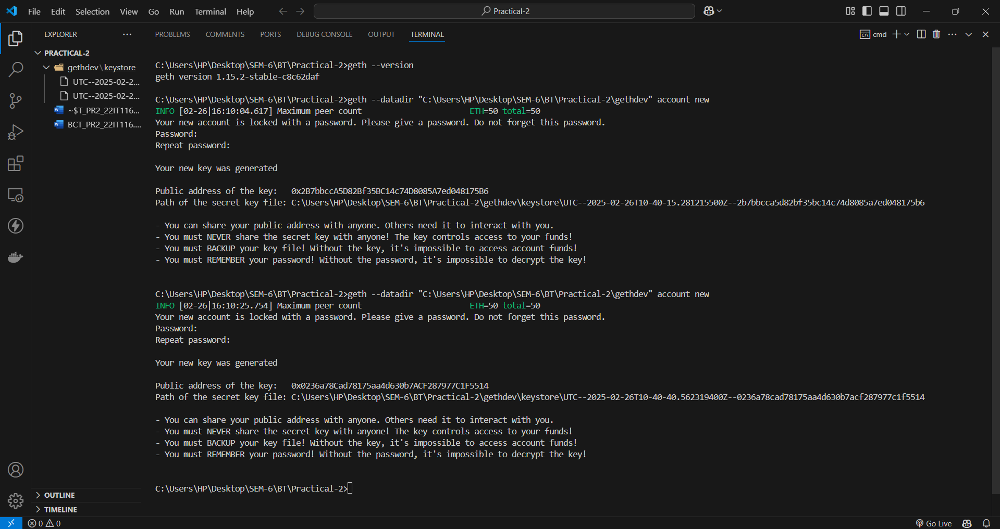 File Edit Selection View Go Run Terminal Help
Practical-2
EXPLORER
PRACTICAL-2
gethdev\keystore
UTC--2025-02-2...
UTC--2025-02-2...
~$T_PR2_22IT116...
BCT_PR2_22IT116....
OUTLINE
TIMELINE
PROBLEMS COMMENTS PORTS DEBUG CONSOLE OUTPUT TERMINAL
cmd
C:\Users\HP\Desktop\SEM-6\BT\Practical-2>geth --version
geth version 1.15.2-stable-c8c62daf
C:\Users\HP\Desktop\SEM-6\BT\Practical-2>geth --datadir "C:\Users\HP\Desktop\SEM-6\BT\Practical-2\gethdev" account new
INFO [02-26|16:10:04.617] Maximum peer count ETH=50 total=50
Your new account is locked with a password. Please give a password. Do not forget this password.
Password:
Repeat password:
Your new key was generated
Public address of the key: 0x2B7bbccA5D82Bf35BC14c74D8085A7ed048175B6
Path of the secret key file: C:\Users\HP\Desktop\SEM-6\BT\Practical-2\gethdev\keystore\UTC--2025-02-26T10-40-15.281215500Z--2b7bbcca5d82bf35bc14c74d8085a7ed048175b6
- You can share your public address with anyone. Others need it to interact with you.
- You must NEVER share the secret key with anyone! The key controls access to your funds!
- You must BACKUP your key file! Without the key, it's impossible to access account funds!
- You must REMEMBER your password! Without the password, it's impossible to decrypt the key!
C:\Users\HP\Desktop\SEM-6\BT\Practical-2>geth --datadir "C:\Users\HP\Desktop\SEM-6\BT\Practical-2\gethdev" account new
INFO [02-26|16:10:25.754] Maximum peer count ETH=50 total=50
Your new account is locked with a password. Please give a password. Do not forget this password.
Password:
Repeat password:
Your new key was generated
Public address of the key: 0x0236a78Cad78175aa4d630b7ACF287977C1F5514
Path of the secret key file: C:\Users\HP\Desktop\SEM-6\BT\Practical-2\gethdev\keystore\UTC--2025-02-26T10-40-40.562319400Z--0236a78cad78175aa4d630b7acf287977c1f5514
- You can share your public address with anyone. Others need it to interact with you.
- You must NEVER share the secret key with anyone! The key controls access to your funds!
- You must BACKUP your key file! Without the key, it's impossible to access account funds!
- You must REMEMBER your password! Without the password, it's impossible to decrypt the key!
C:\Users\HP\Desktop\SEM-6\BT\Practical-2>
0 0
Go Live